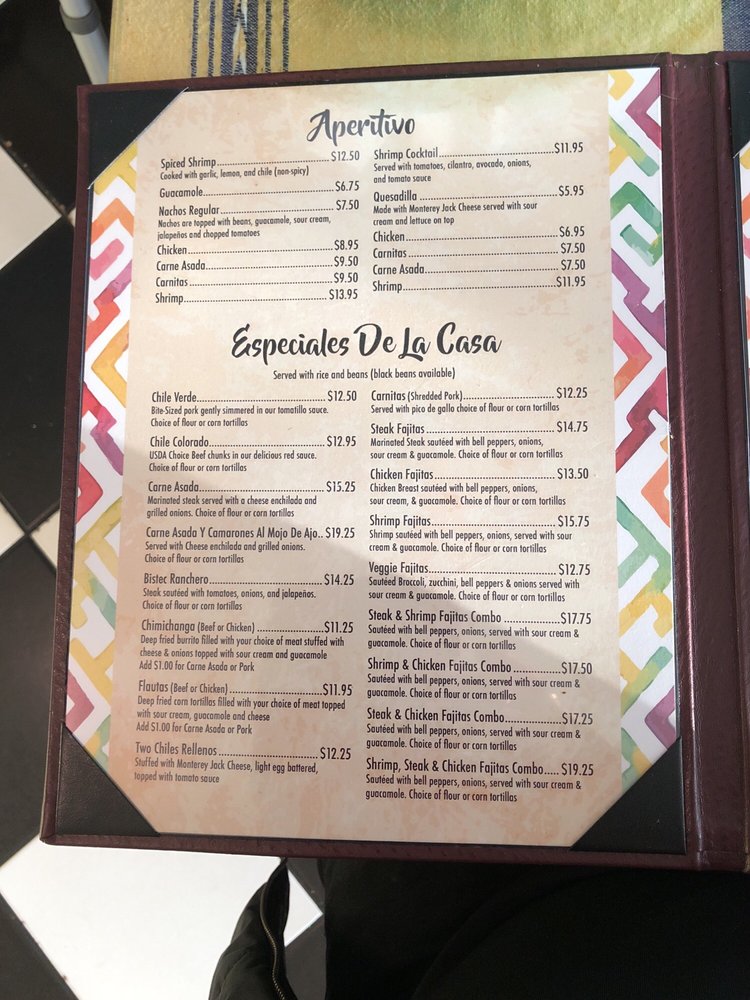 Aperitivo
Spiced Shrimp....................$12.50
Cooked with garlic, lemon, and chile (non-spicy)
Guacamole....................$6.75
Nachos Regular....................$7.50
Nachos are topped with beans, guacamole, sour cream,
jalapeños and chopped tomatoes
Chicken....................$8.95
Carne Asada....................$9.50
Carnitas....................$9.50
Shrimp....................$13.95
Shrimp Cocktail....................$11.95
Served with tomatoes, cilantro, avocado, onions,
and tomato sauce
Quesadilla....................$5.95
Made with Monterey Jack Cheese served with sour
cream and lettuce on top
Chicken....................$6.95
Carnitas....................$7.50
Carne Asada....................$7.50
Shrimp....................$11.95
Especiales De La Casa
Served with rice and beans (black beans available)
Chile Verde....................$12.50
Bite-Sized pork gently simmered in our tomatillo sauce.
Choice of flour or corn tortillas
Chile Colorado....................$12.95
USDA Choice Beef chunks in our delicious red sauce.
Choice of flour or corn tortillas
Carne Asada....................$15.25
Marinated steak served with a cheese enchilada and
grilled onions. Choice of flour or corn tortillas
Carne Asada Y Camarones Al Mojo De Ajo..$19.25
Served with Cheese enchilada and grilled onions.
Choice of flour or corn tortillas
Bistec Ranchero....................$14.25
Steak sautéed with tomatoes, onions, and jalapeños.
Choice of flour or corn tortillas
Chimichanga (Beef or Chicken)....................$11.25
Deep fried burrito filled with your choice of meat stuffed with
cheese & onions topped with sour cream and guacamole
Add $1.00 for Carne Asada or Pork
Flautas (Beef or Chicken)....................$11.95
Deep fried corn tortillas filled with your choice of meat topped
with sour cream, guacamole and cheese
Add $1.00 for Carne Asada or Pork
Two Chiles Rellenos....................$12.25
Stuffed with Monterey Jack Cheese, light egg battered,
topped with tomato sauce
Carnitas (Shredded Pork)....................$12.25
Served with pico de gallo choice of flour or corn tortillas
Steak Fajitas....................$14.75
Marinated Steak sautéed with bell peppers, onions,
sour cream, & guacamole. Choice of flour or corn tortillas
Chicken Fajitas....................$13.50
Chicken Breast sautéed with bell peppers, onions,
sour cream, & guacamole. Choice of flour or corn tortillas
Shrimp Fajitas....................$15.75
Shrimp sautéed with bell peppers, onions, served with sour
cream & guacamole. Choice of flour or corn tortillas
Veggie Fajitas....................$12.75
Sautéed Broccoli, zucchini, bell peppers & onions served with
sour cream & guacamole. Choice of flour or corn tortillas
Steak & Shrimp Fajitas Combo....................$17.75
Sautéed with bell peppers, onions, served with sour cream &
guacamole. Choice of flour or corn tortillas
Shrimp & Chicken Fajitas Combo....................$17.50
Sautéed with bell peppers, onions, served with sour cream &
guacamole. Choice of flour or corn tortillas
Steak & Chicken Fajitas Combo....................$17.25
Sautéed with bell peppers, onions, served with sour cream &
guacamole. Choice of flour or corn tortillas
Shrimp, Steak & Chicken Fajitas Combo.....$19.25
Sautéed with bell peppers, onions, served with sour cream &
guacamole. Choice of flour or corn tortillas